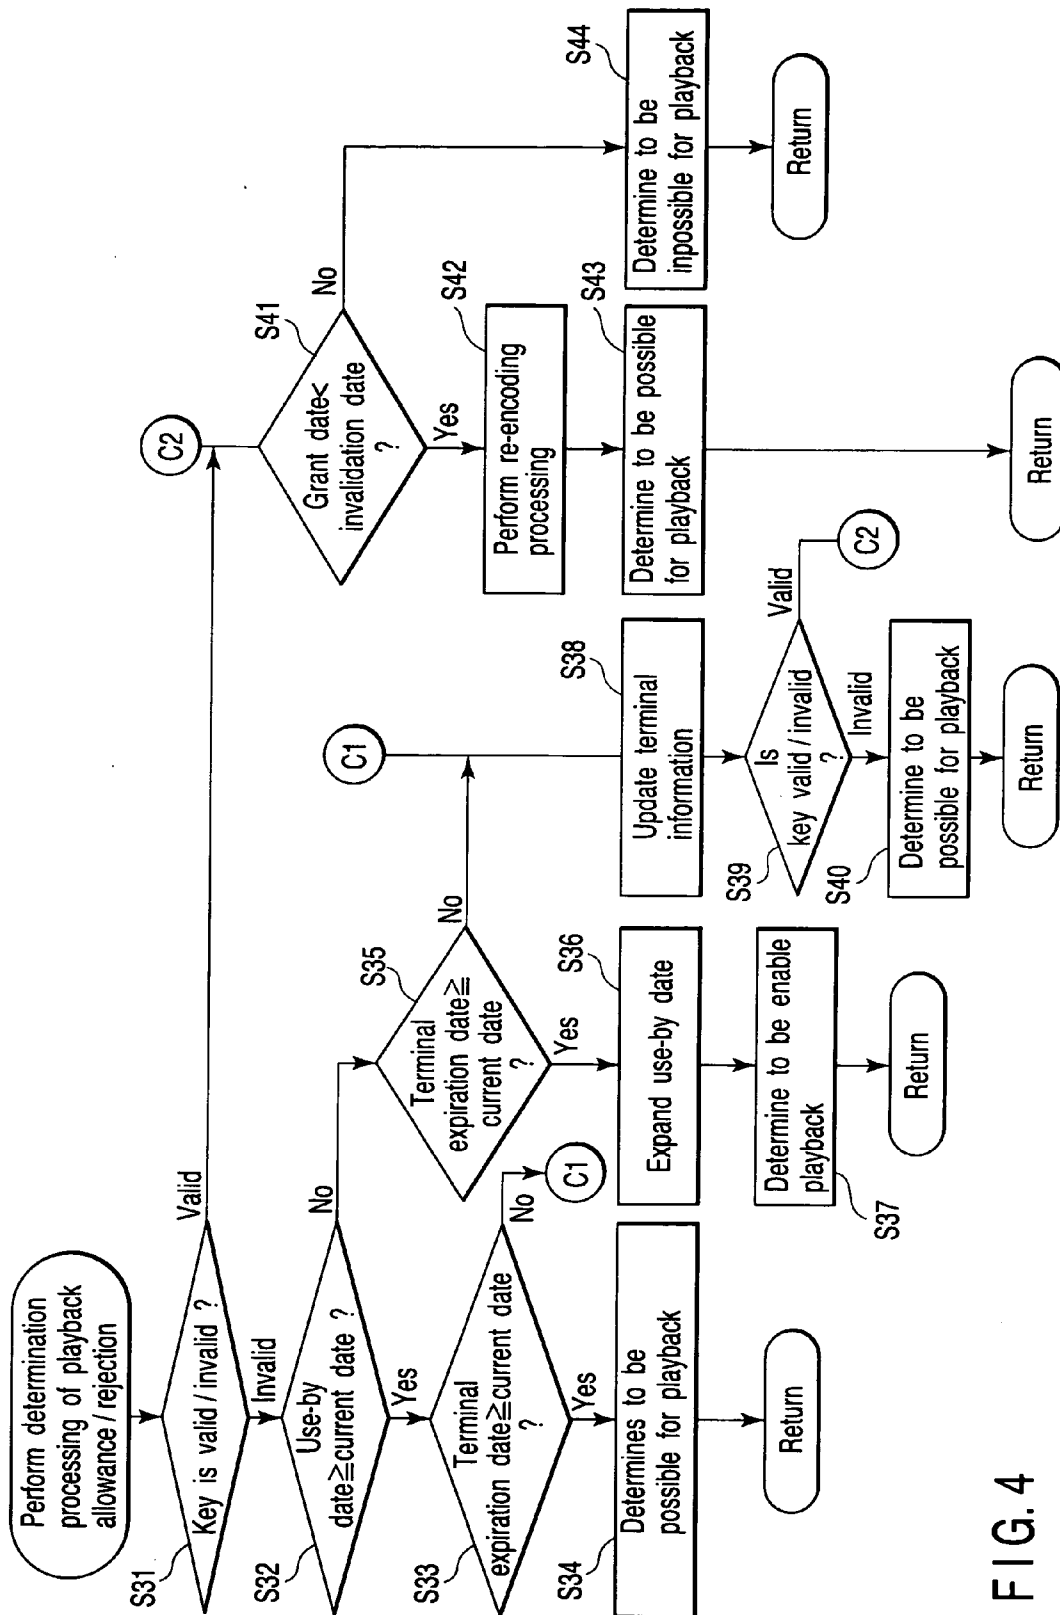 Perform determination
processing of playback
allowance / rejection
S31
Key is valid / invalid ?
Valid
Invalid
S32
Use-by
date≧current date ?
No
Yes
S33
Terminal
expiration date≧current date
?
No
C1
Yes
S34
Determines to be
possible for playback
Return
S35
Terminal
expiration date≧
current date
?
No
Yes
S36
Expand use-by date
S37
Determine to be enable
playback
Return
C1
S38
Update terminal
information
S39
Is
key valid / invalid
?
Valid
C2
Invalid
S40
Determine to be
possible for playback
Return
C2
S41
Grant date<
invalidation date
?
No
Yes
S42
Perform re-encoding
processing
S43
Determine to be possible
for playback
Return
S44
Determine to be
inpossible for playback
Return
FIG. 4